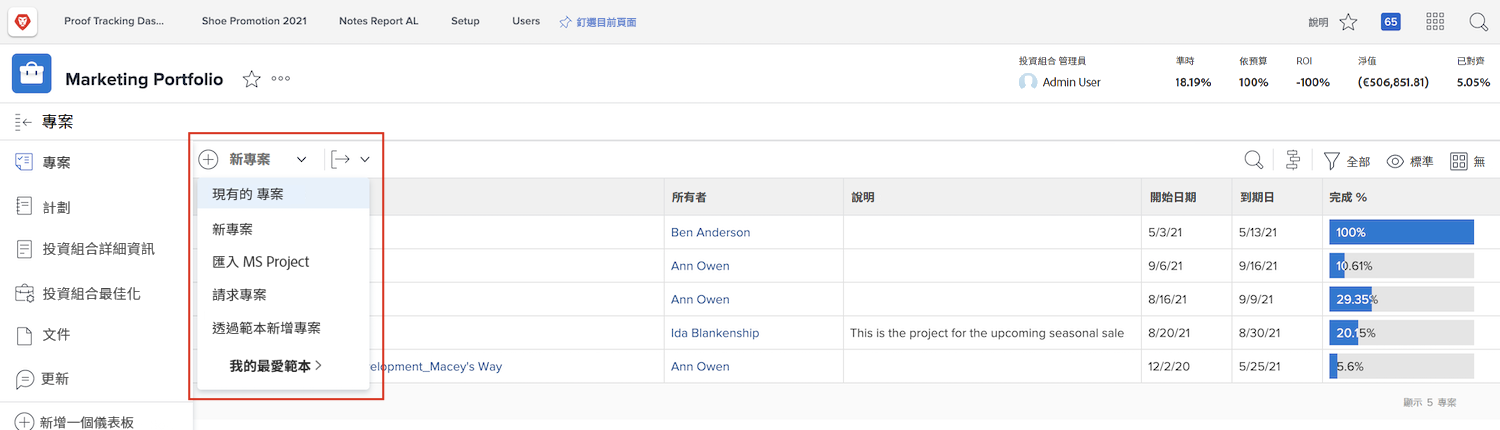 Proof Tracking Das... Shoe Promotion 2021 Notes Report AL Setup Users 釘選目前頁面 說明 65
Marketing Portfolio
投資組合 管理員 準時 依預算 ROI 淨值 已對齊
Admin User 18.19% 100% -100% (€506,851.81) 5.05%
專案
專案
計劃
投資組合詳細資訊
投資組合最佳化
文件
更新
新增一個儀表板
新專案 全部 標準 無
現有的 專案
新專案
匯入 MS Project
請求專案
透過範本新增專案
我的最愛範本
所有者 說明 開始日期 到期日 完成 %
Ben Anderson 5/3/21 5/13/21 100%
Ann Owen 9/6/21 9/16/21 10.61%
Ann Owen 8/16/21 9/9/21 29.35%
Ida Blankenship This is the project for the upcoming seasonal sale 8/20/21 8/30/21 20.15%
elopment_Macey's Way Ann Owen 12/2/20 5/25/21 5.6%
顯示 5 專案